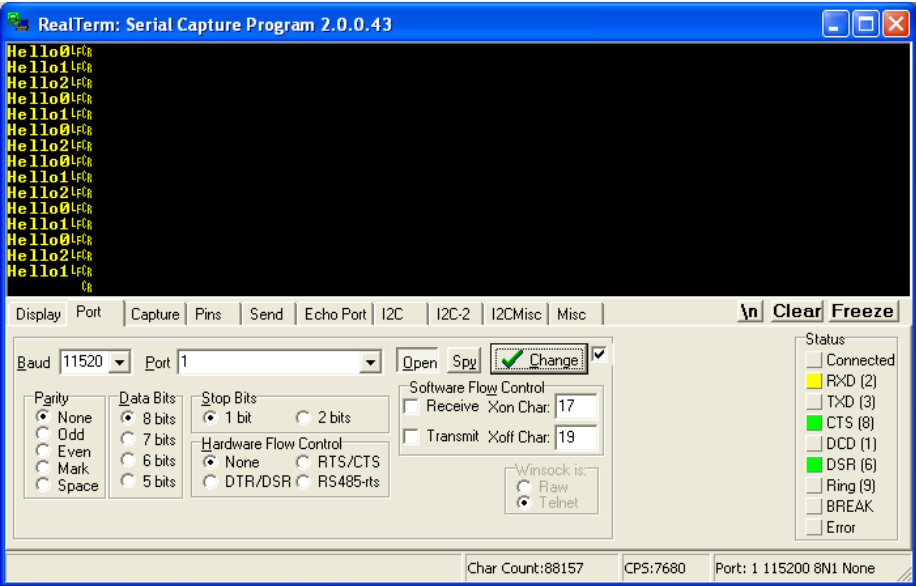 RealTerm: Serial Capture Program 2.0.0.43
Hello0LFCR
Hello1LFCR
Hello2LFCR
Hello0LFCR
Hello1LFCR
Hello0LFCR
Hello2LFCR
Hello0LFCR
Hello1LFCR
Hello2LFCR
Hello0LFCR
Hello1LFCR
Hello0LFCR
Hello2LFCR
Hello1LFCR
CR
Display Port Capture Pins Send Echo Port I2C I2C-2 I2CMisc Misc \n Clear Freeze
Baud 11520 Port 1 Open Spy Change
Parity
None
Odd
Even
Mark
Space
Data Bits
8 bits
7 bits
6 bits
5 bits
Stop Bits
1 bit 2 bits
Hardware Flow Control
None RTS/CTS
DTR/DSR RS485-rts
Software Flow Control
Receive Xon Char: 17
Transmit Xoff Char: 19
Winsock is:
Raw
Telnet
Status
Connected
RXD (2)
TXD (3)
CTS (8)
DCD (1)
DSR (6)
Ring (9)
BREAK
Error
Char Count:88157 CPS:7680 Port: 1 115200 8N1 None